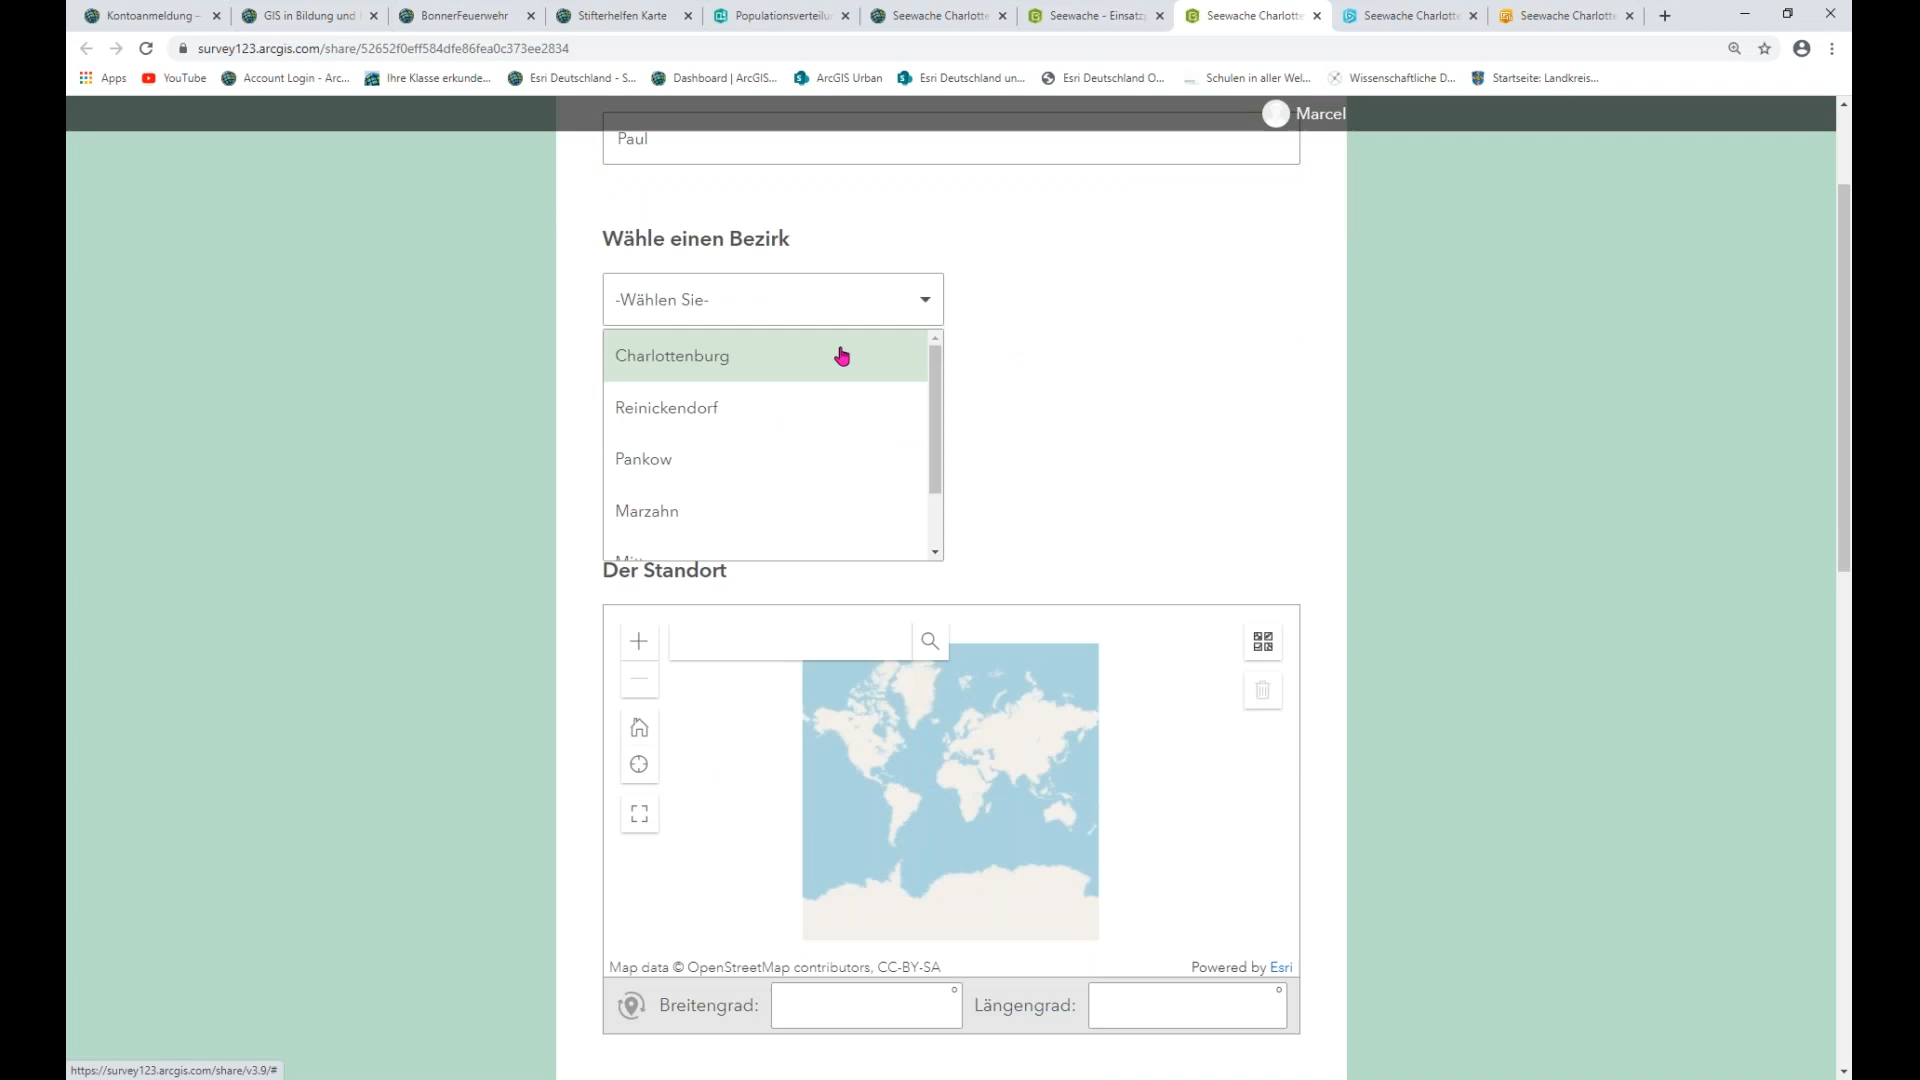 Kontoanmeldung –
GIS in Bildung und
BonnerFeuerwehr
Stifterhelfen Karte
Populationsverteilu
Seewache Charlotte
Seewache - Einsatz
Seewache Charlotte
Seewache Charlotte
Seewache Charlotte
survey123.arcgis.com/share/52652f0eff584dfe86fea0c373ee2834
Apps
YouTube
Account Login - Arc...
Ihre Klasse erkunde...
Esri Deutschland - S...
Dashboard | ArcGIS...
ArcGIS Urban
Esri Deutschland un...
Esri Deutschland O...
Schulen in aller Wel...
Wissenschaftliche D...
Startseite: Landkreis...
Marcel
Paul
Wähle einen Bezirk
-Wählen Sie-
Charlottenburg
Reinickendorf
Pankow
Marzahn
Der Standort
Map data © OpenStreetMap contributors, CC-BY-SA
Powered by Esri
Breitengrad:
°
Längengrad:
°
https://survey123.arcgis.com/share/v3.9/#